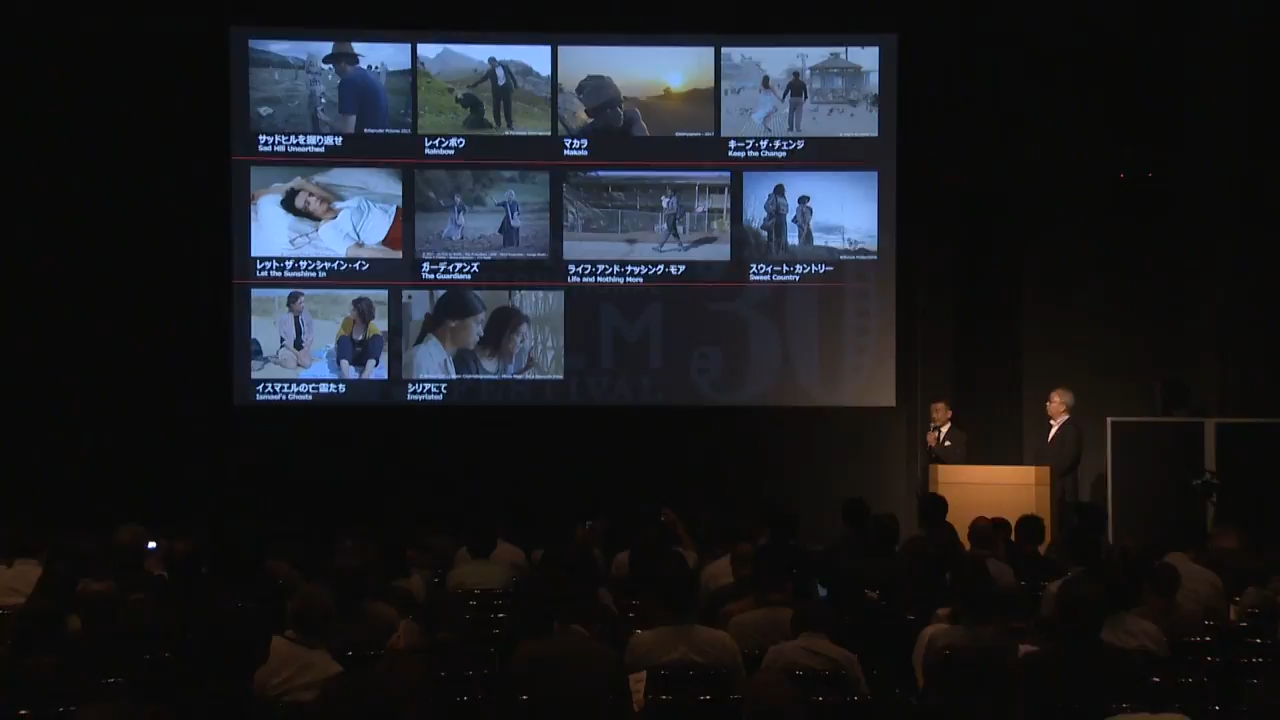 サッドヒルを掘り返せ
Sad Hill Unearthed
レインボウ
Rainbow
マカラ
Makala
キープ・ザ・チェンジ
Keep the Change
レット・ザ・サンシャイン・イン
Let the Sunshine In
ガーディアンズ
The Guardians
ライフ・アンド・ナッシング・モア
Life and Nothing More
スウィート・カントリー
Sweet Country
イスマエルの亡霊たち
Ismael's Ghosts
シリアにて
Insyriated